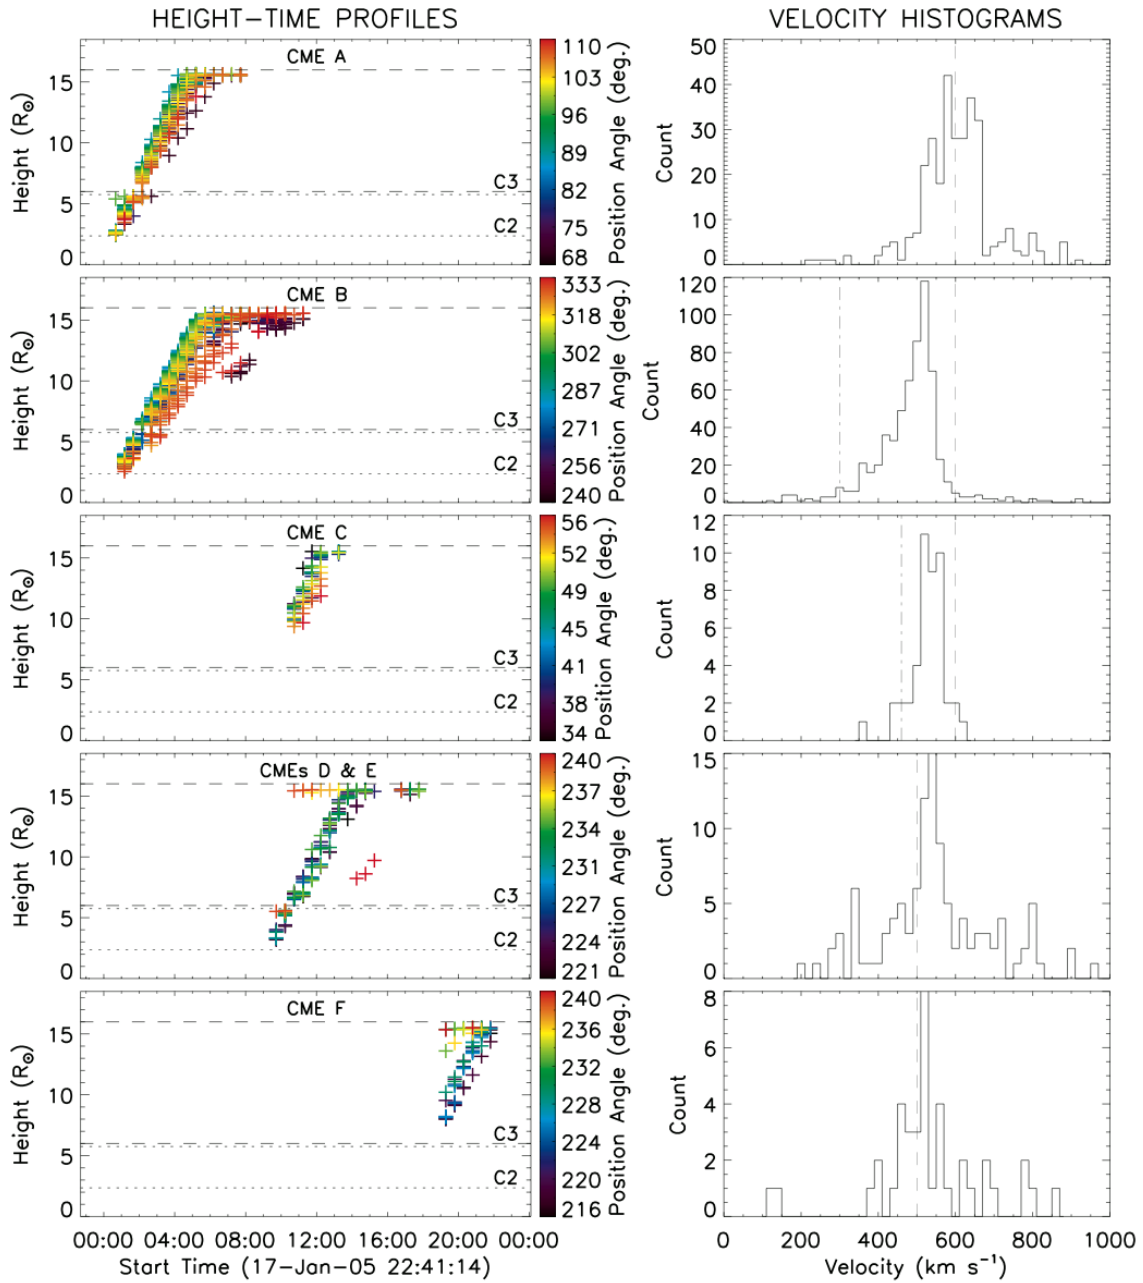 HEIGHT-TIME PROFILES
VELOCITY HISTOGRAMS
CME A
15
10
5
0
Height (R⊙)
C3
C2
110
103
96
89
82
75
68
Position Angle (deg.)
50
40
30
20
10
0
Count
CME B
15
10
5
0
Height (R⊙)
C3
C2
333
318
302
287
271
256
240
Position Angle (deg.)
120
100
80
60
40
20
0
Count
CME C
15
10
5
0
Height (R⊙)
C3
C2
56
52
49
45
41
38
34
Position Angle (deg.)
12
10
8
6
4
2
0
Count
CMEs D & E
15
10
5
0
Height (R⊙)
C3
C2
240
237
234
231
227
224
221
Position Angle (deg.)
15
10
5
0
Count
CME F
15
10
5
0
Height (R⊙)
C3
C2
240
236
232
228
224
220
216
Position Angle (deg.)
8
6
4
2
0
Count
00:00 04:00 08:00 12:00 16:00 20:00 00:00
Start Time (17-Jan-05 22:41:14)
0 200 400 600 800 1000
Velocity (km s⁻¹)